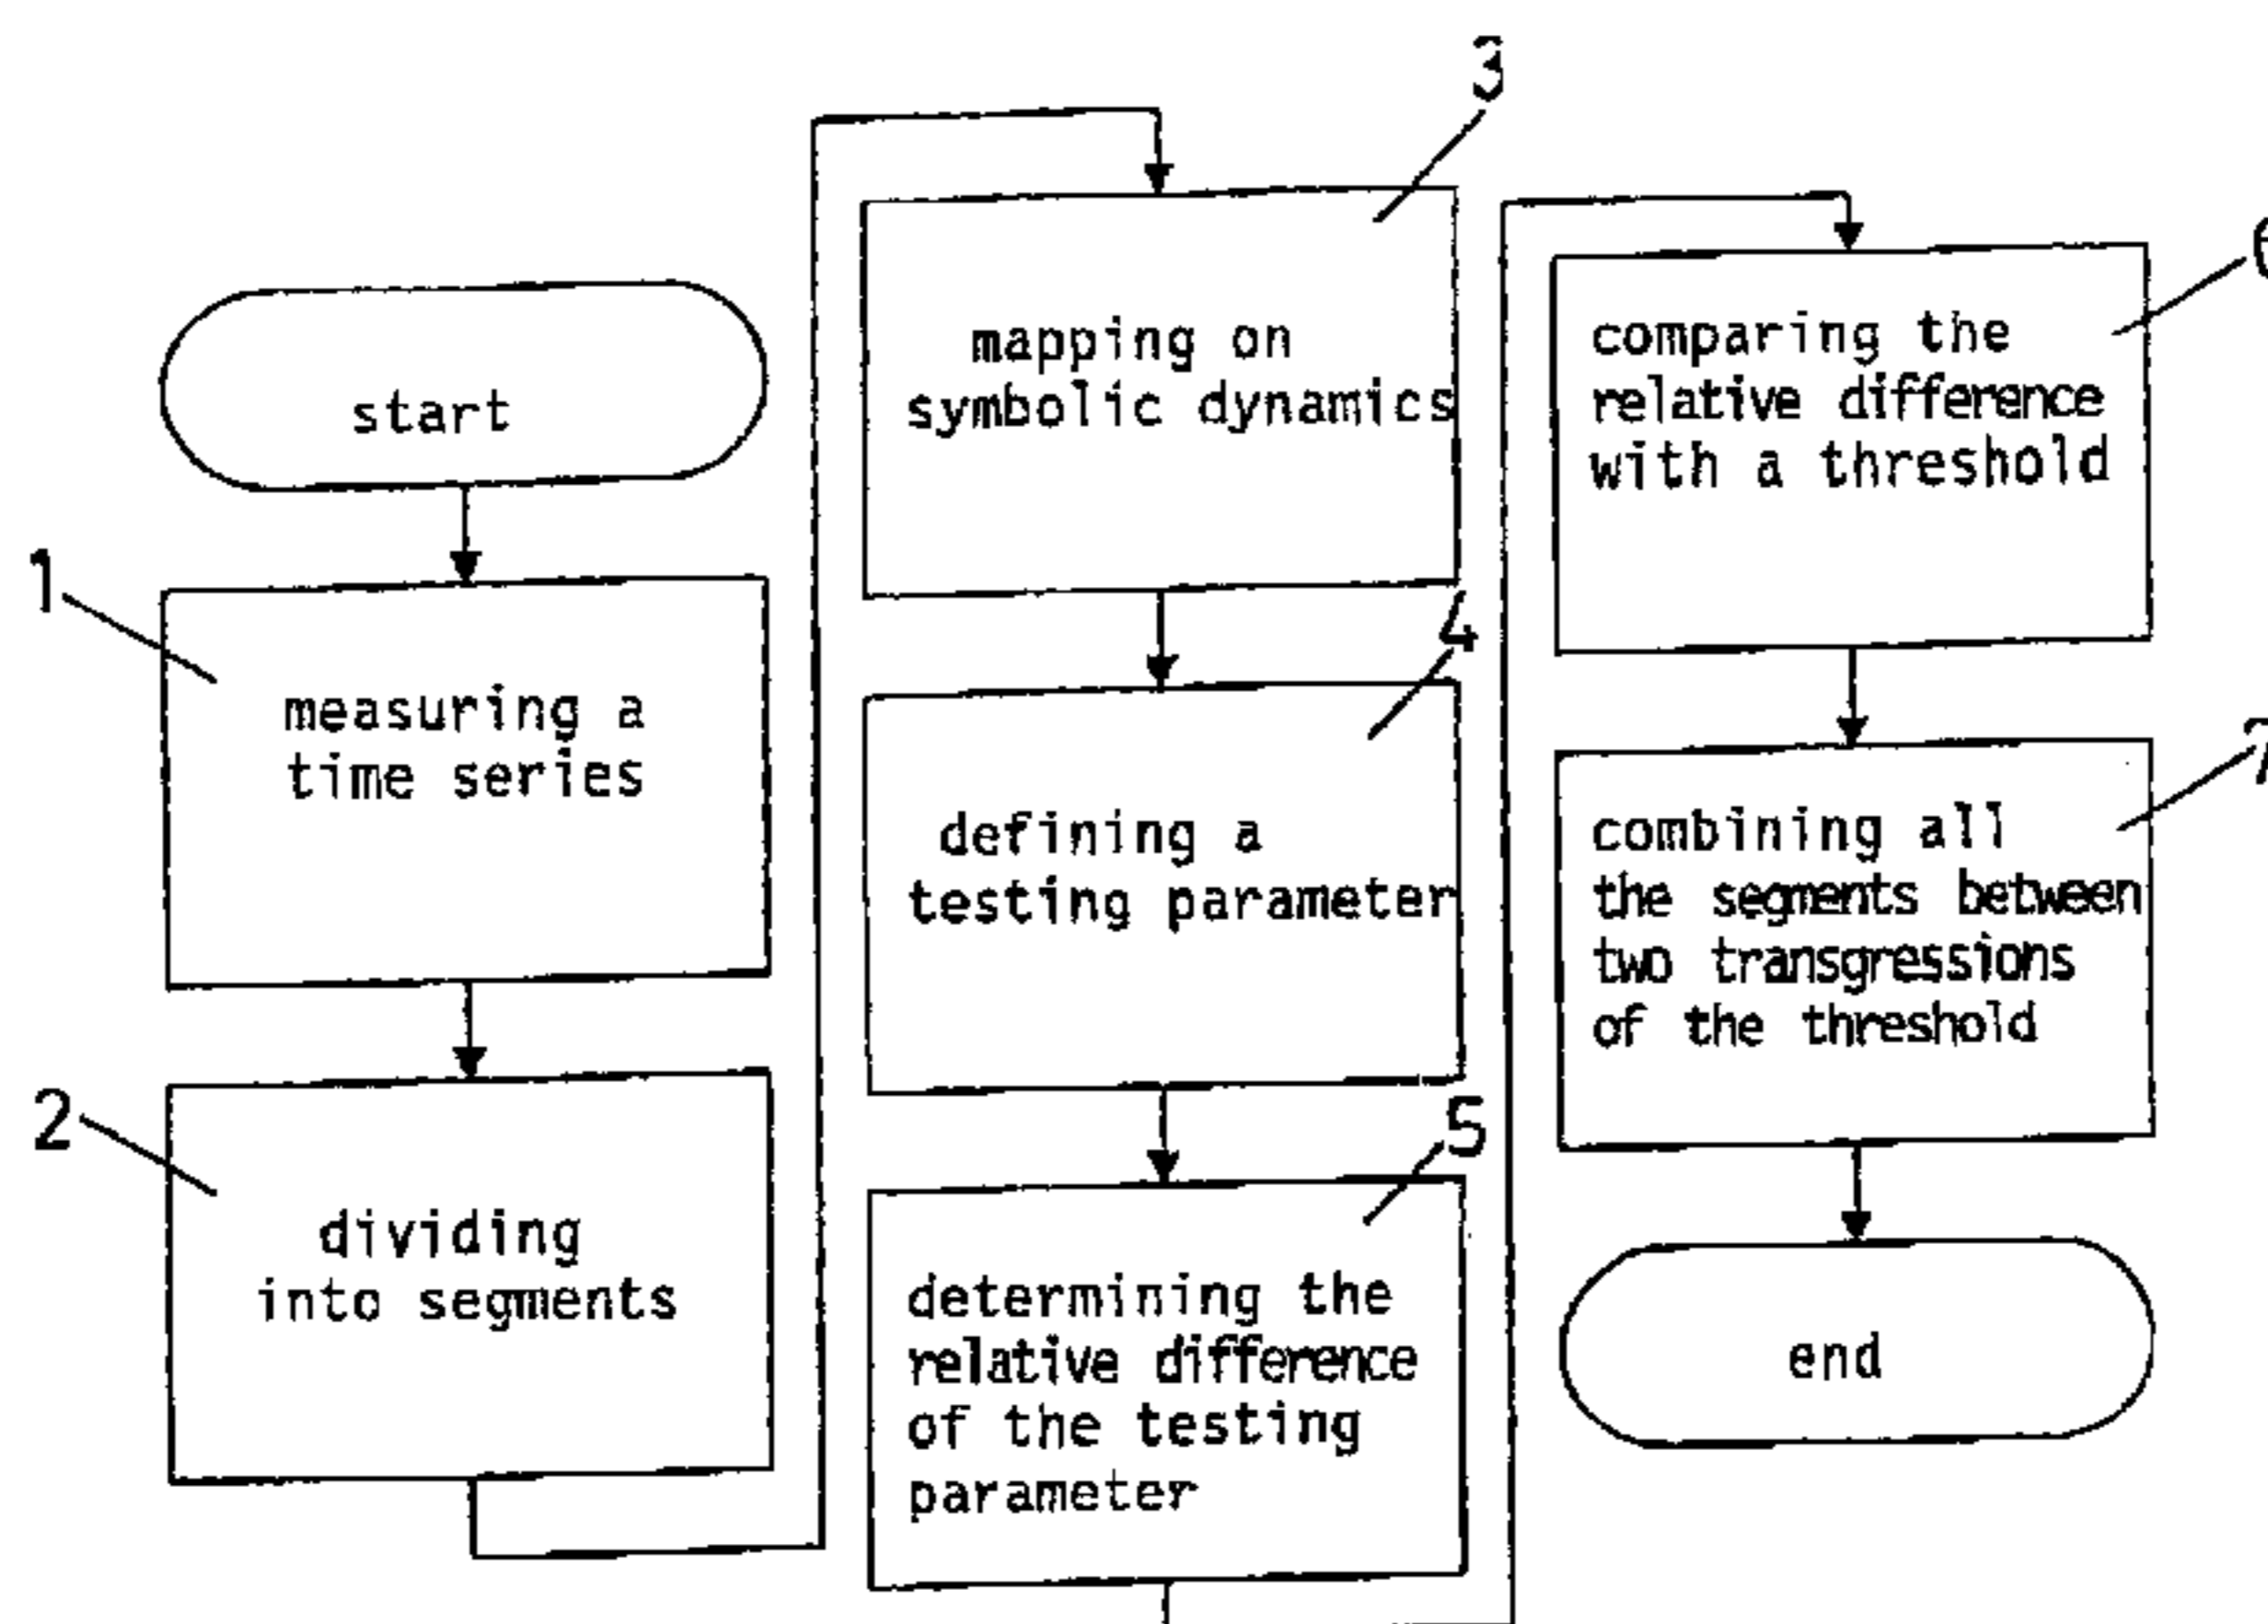 start
1
measuring a
time series
2
dividing
into segments
3
mapping on
symbolic dynamics
4
defining a
testing parameter
5
determining the
relative difference
of the testing
parameter
6
comparing the
relative difference
with a threshold
7
combining all
the segments between
two transgressions
of the threshold
end